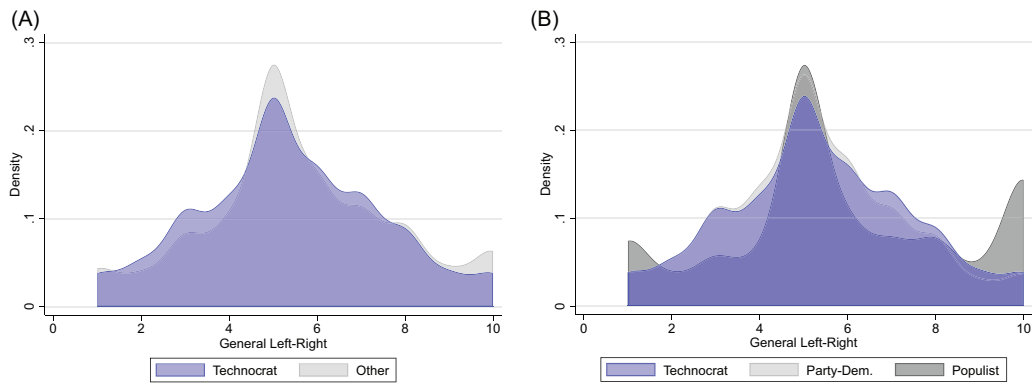 (A)
.3
.2
.1
0
Density
0 2 4 6 8 10
General Left-Right
Technocrat Other
(B)
.3
.2
.1
0
Density
0 2 4 6 8 10
General Left-Right
Technocrat Party-Dem. Populist